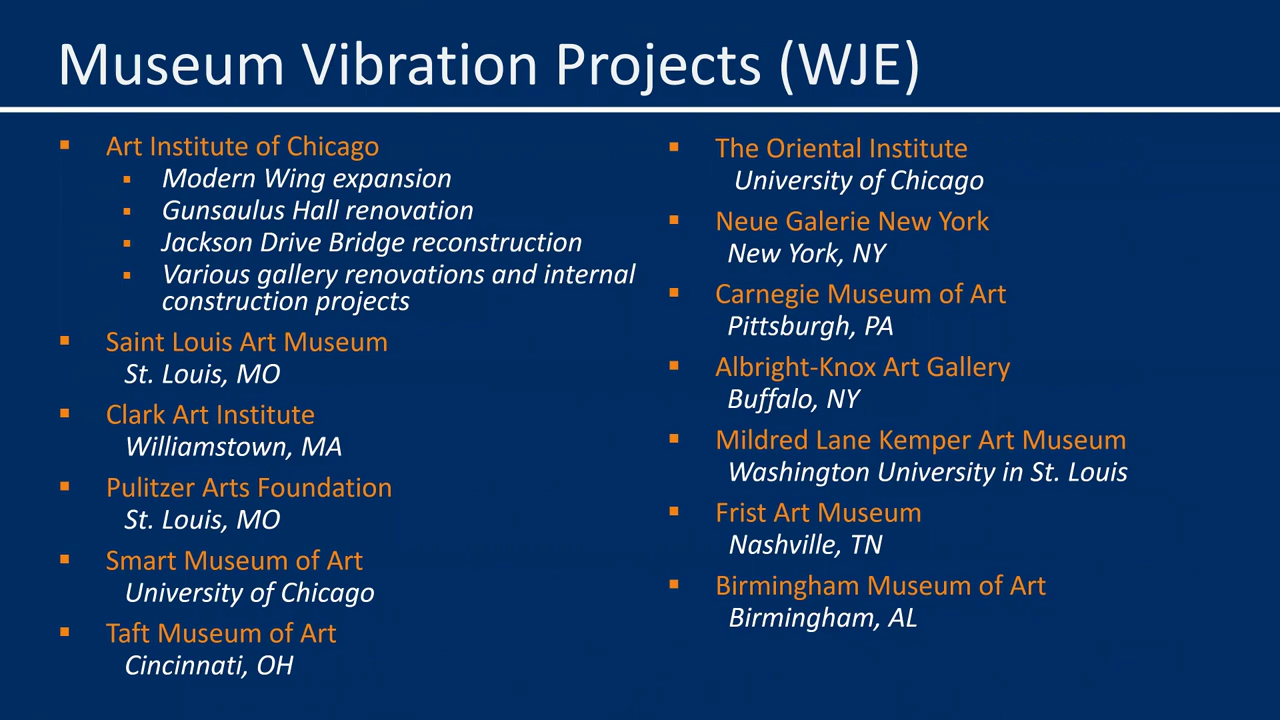 Museum Vibration Projects (WJE)
▪ Art Institute of Chicago
▪ Modern Wing expansion
▪ Gunsaulus Hall renovation
▪ Jackson Drive Bridge reconstruction
▪ Various gallery renovations and internal
construction projects
▪ Saint Louis Art Museum
St. Louis, MO
▪ Clark Art Institute
Williamstown, MA
▪ Pulitzer Arts Foundation
St. Louis, MO
▪ Smart Museum of Art
University of Chicago
▪ Taft Museum of Art
Cincinnati, OH
▪ The Oriental Institute
University of Chicago
▪ Neue Galerie New York
New York, NY
▪ Carnegie Museum of Art
Pittsburgh, PA
▪ Albright-Knox Art Gallery
Buffalo, NY
▪ Mildred Lane Kemper Art Museum
Washington University in St. Louis
▪ Frist Art Museum
Nashville, TN
▪ Birmingham Museum of Art
Birmingham, AL